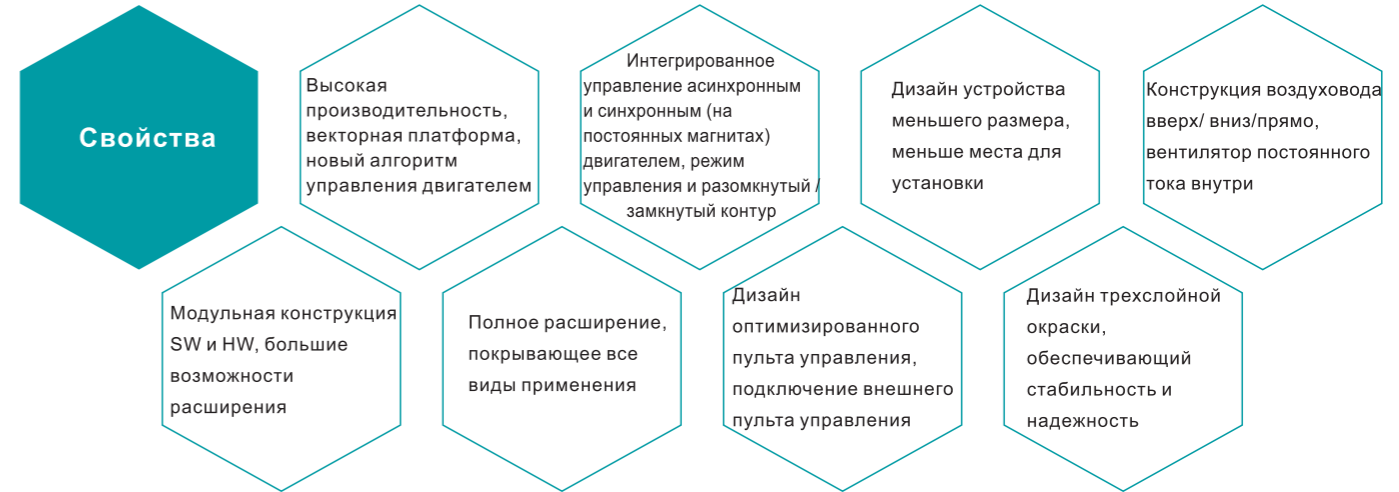 Свойства
Высокая
производительность,
векторная платформа,
новый алгоритм
управления двигателем
Интегрированное
управление асинхронным
и синхронным (на
постоянных магнитах)
двигателем, режим
управления и разомкнутый /
замкнутый контур
Дизайн устройства
меньшего размера,
меньше места для
установки
Конструкция воздуховода
вверх/ вниз/прямо,
вентилятор постоянного
тока внутри
Модульная конструкция
SW и HW, большие
возможности
расширения
Полное расширение,
покрывающее все
виды применения
Дизайн
оптимизированного
пульта управления,
подключение внешнего
пульта управления
Дизайн трехслойной
окраски,
обеспечивающий
стабильность и
надежность